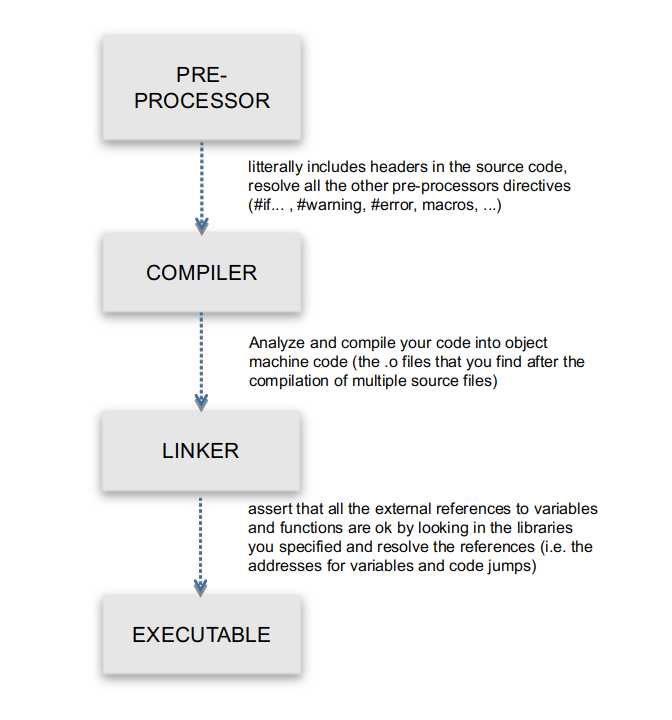 PRE-
PROCESSOR
litterally includes headers in the source code,
resolve all the other pre-processors directives
(#if... , #warning, #error, macros, ...)
COMPILER
Analyze and compile your code into object
machine code (the .o files that you find after the
compilation of multiple source files)
LINKER
assert that all the external references to variables
and functions are ok by looking in the libraries
you specified and resolve the references (i.e. the
addresses for variables and code jumps)
EXECUTABLE